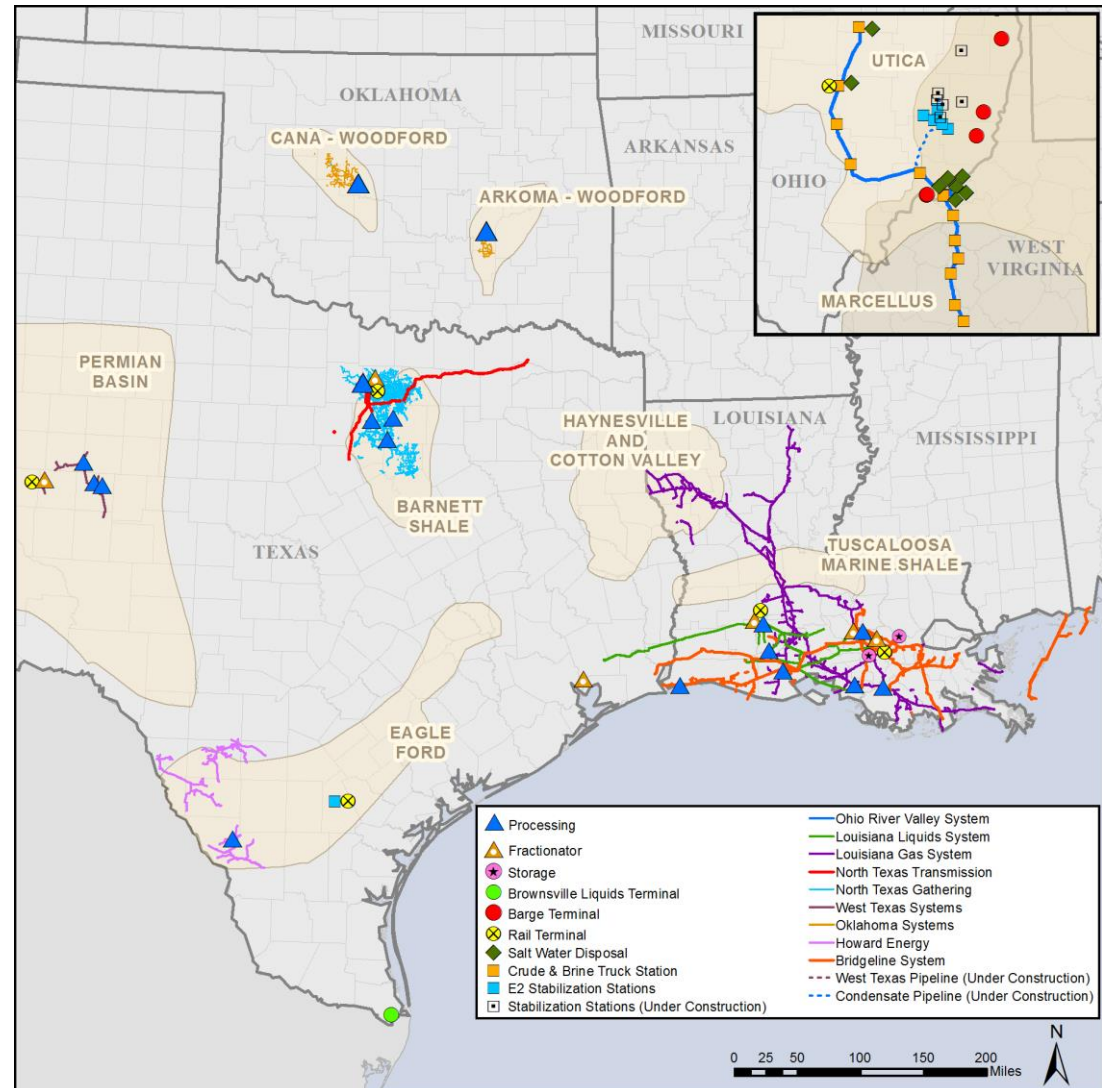 MISSOURI
OKLAHOMA
CANA - WOODFORD
ARKANSAS
ARKOMA - WOODFORD
UTICA
OHIO
WEST
VIRGINIA
MARCELLUS
PERMIAN
BASIN
HAYNESVILLE
AND
COTTON VALLEY
LOUISIANA
MISSISSIPPI
BARNETT
SHALE
TEXAS
TUSCALOOSA
MARINE SHALE
EAGLE
FORD
Processing
Fractionator
Storage
Brownsville Liquids Terminal
Barge Terminal
Rail Terminal
Salt Water Disposal
Crude & Brine Truck Station
E2 Stabilization Stations
Stabilization Stations (Under Construction)
Ohio River Valley System
Louisiana Liquids System
Louisiana Gas System
North Texas Transmission
North Texas Gathering
West Texas Systems
Oklahoma Systems
Howard Energy
Bridgeline System
West Texas Pipeline (Under Construction)
Condensate Pipeline (Under Construction)
N
0 25 50 100 150 200
Miles